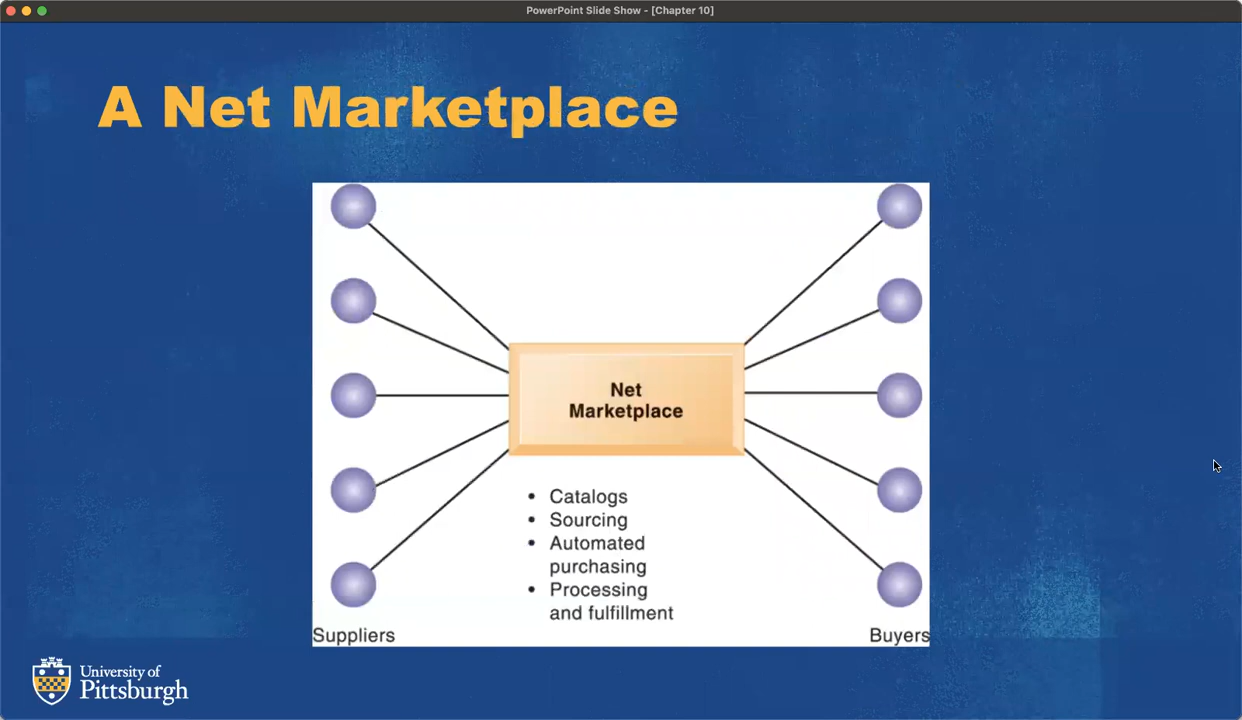 PowerPoint Slide Show - [Chapter 10]
A Net Marketplace
Net
Marketplace
• Catalogs
• Sourcing
• Automated
purchasing
• Processing
and fulfillment
Suppliers
Buyers
University of
Pittsburgh